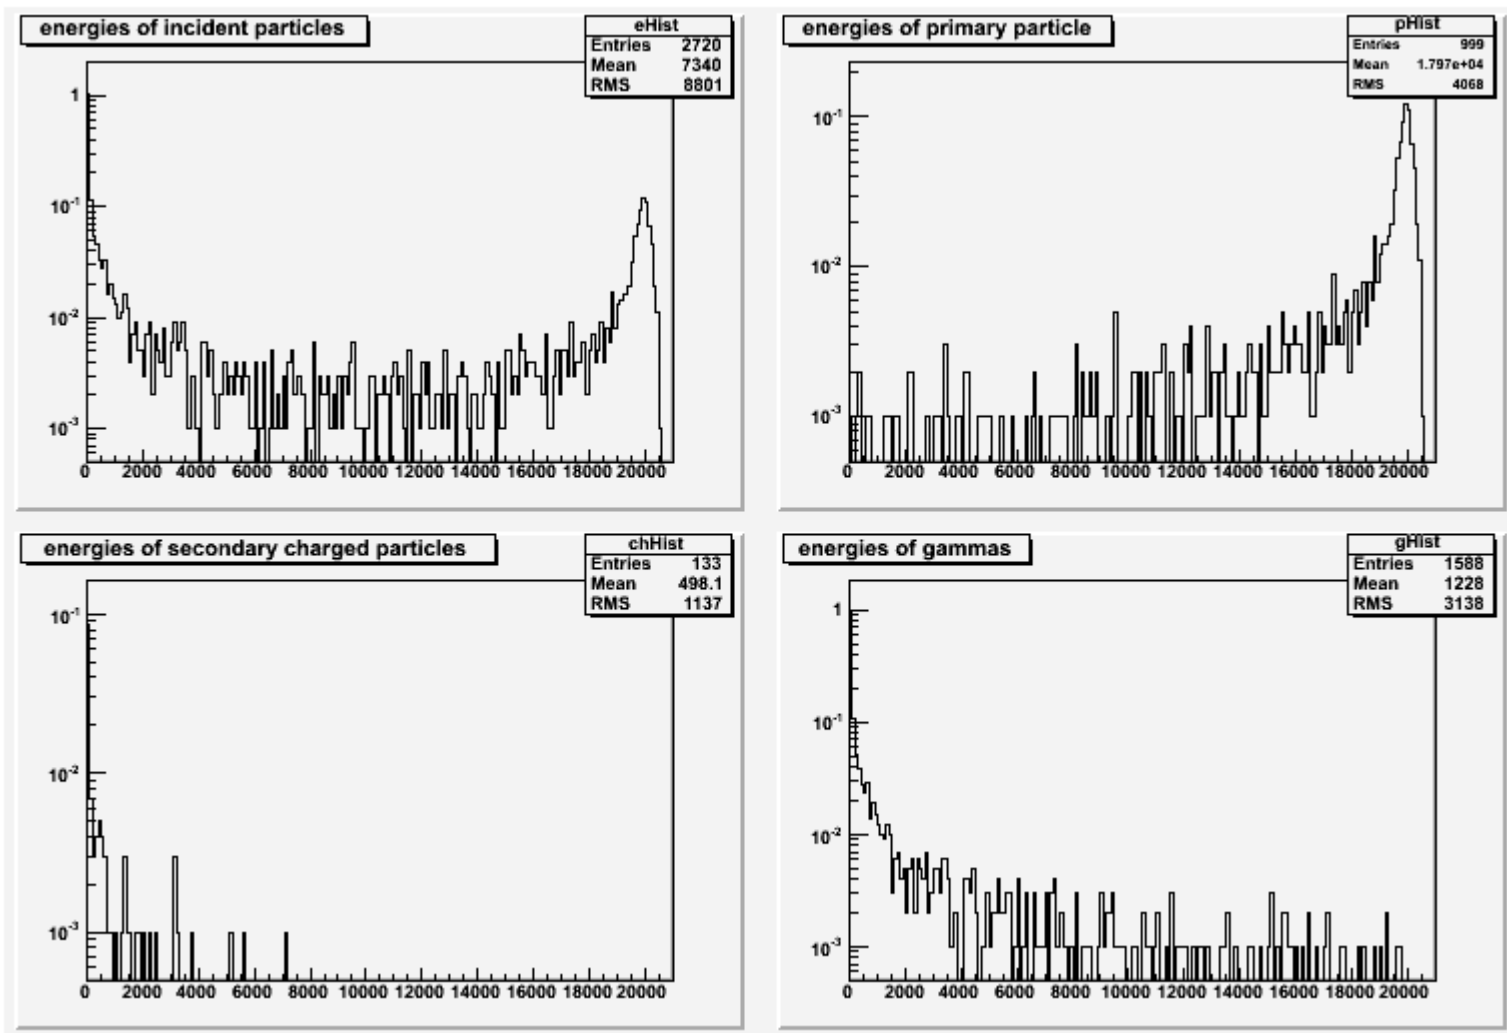 energies of incident particles
eHist
Entries 2720
Mean 7340
RMS 8801
1
10-1
10-2
10-3
0 2000 4000 6000 8000 10000 12000 14000 16000 18000 20000
energies of primary particle
pHist
Entries 999
Mean 1.797e+04
RMS 4068
10-1
10-2
10-3
0 2000 4000 6000 8000 10000 12000 14000 16000 18000 20000
energies of secondary charged particles
chHist
Entries 133
Mean 498.1
RMS 1137
10-1
10-2
10-3
0 2000 4000 6000 8000 10000 12000 14000 16000 18000 20000
energies of gammas
gHist
Entries 1588
Mean 1228
RMS 3138
1
10-1
10-2
10-3
0 2000 4000 6000 8000 10000 12000 14000 16000 18000 20000